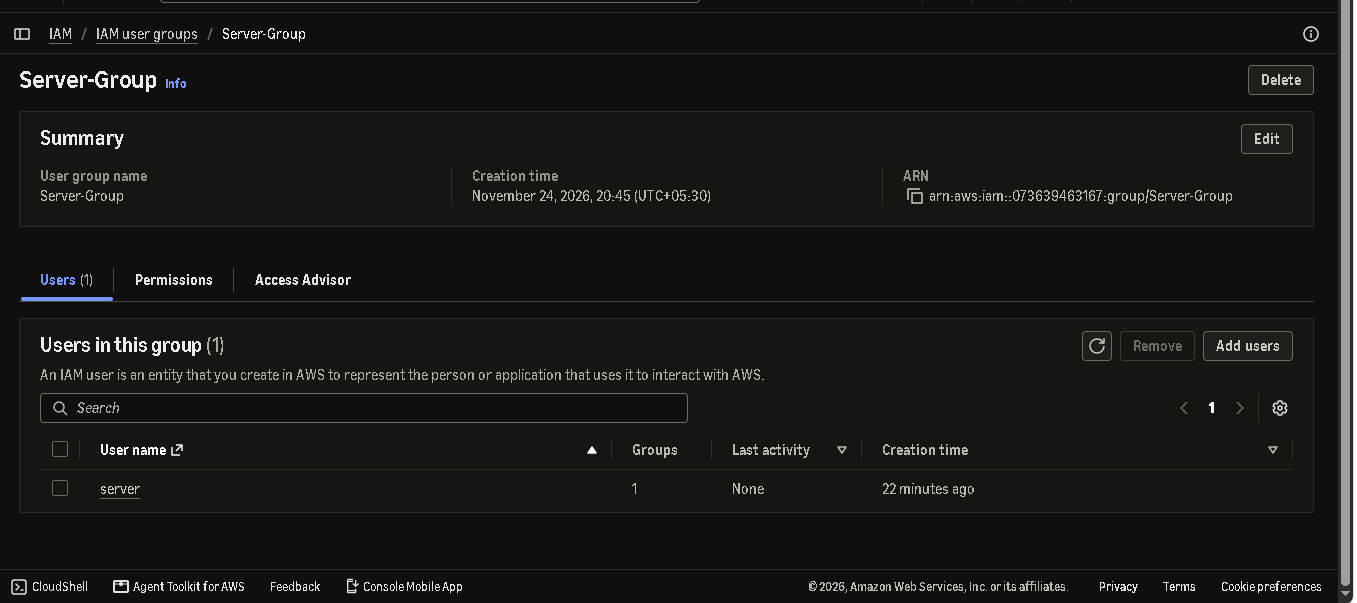 IAM / IAM user groups / Server-Group
Server-Group Info
Delete
Summary
Edit
User group name
Server-Group
Creation time
November 24, 2026, 20:45 (UTC+05:30)
ARN
arn:aws:iam::073639463167:group/Server-Group
Users (1)
Permissions
Access Advisor
Users in this group (1)
Remove
Add users
An IAM user is an entity that you create in AWS to represent the person or application that uses it to interact with AWS.
Search
1
User name
Groups
Last activity
Creation time
server
1
None
22 minutes ago
CloudShell
Agent Toolkit for AWS
Feedback
Console Mobile App
© 2026, Amazon Web Services, Inc. or its affiliates.
Privacy
Terms
Cookie preferences